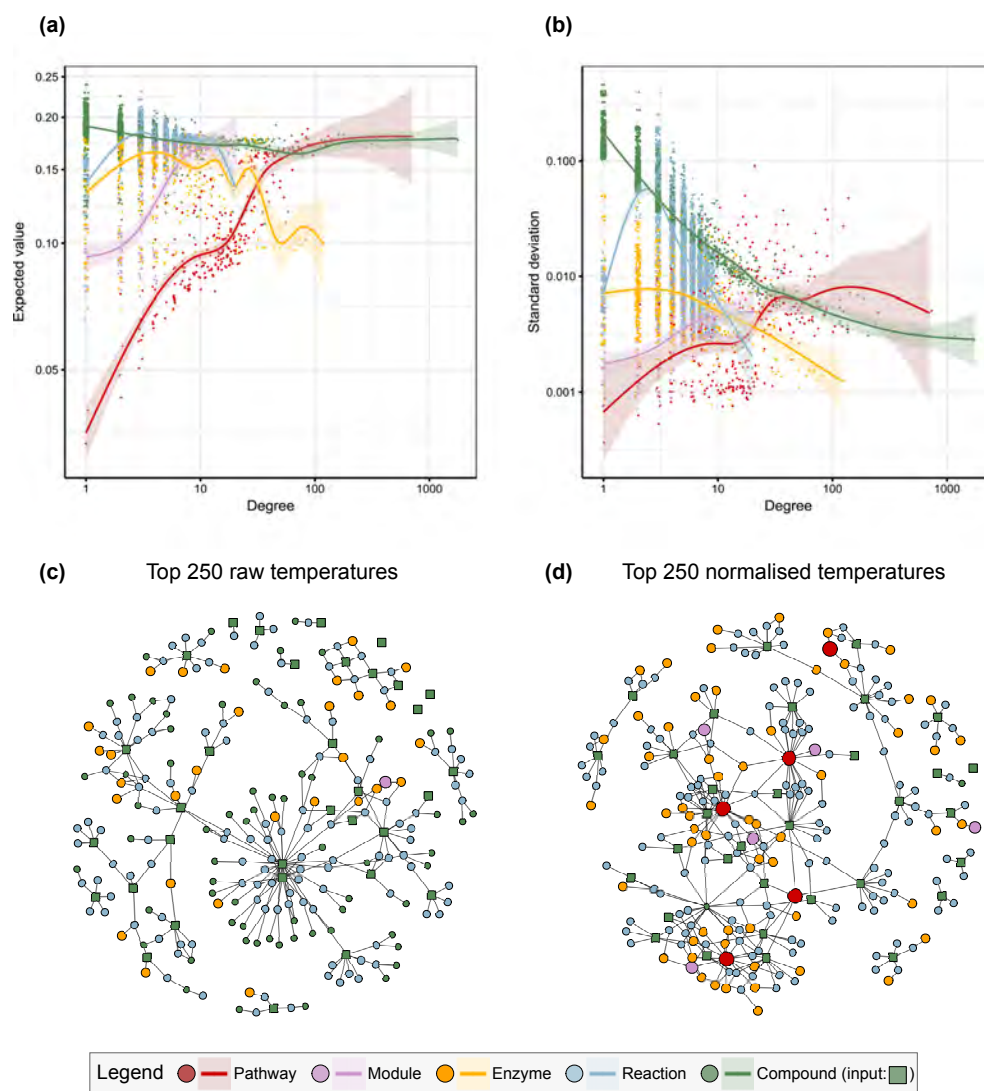 (a)
(b)
0.25
0.20
0.15
0.10
0.05
Expected value
1
10
100
1000
Degree
0.100
0.010
0.001
Standard deviation
1
10
100
1000
Degree
(c)
Top 250 raw temperatures
(d)
Top 250 normalised temperatures
Legend Pathway Module Enzyme Reaction Compound (input: )